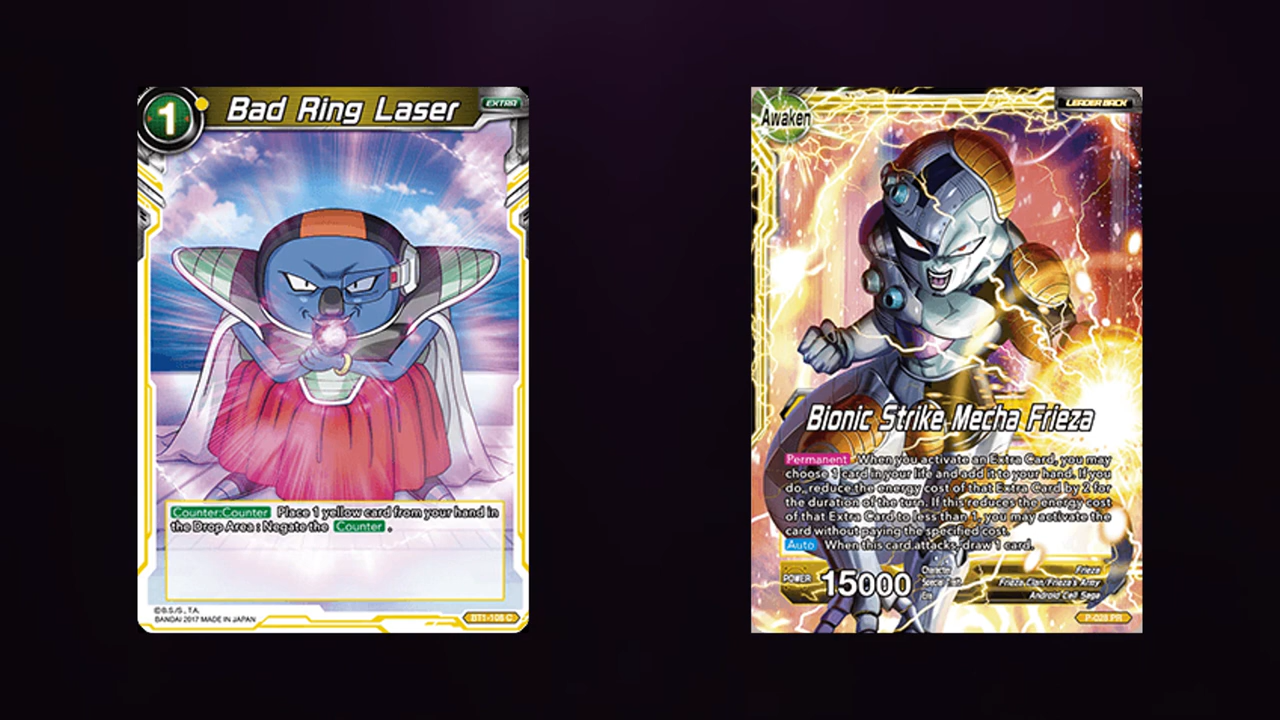 1
Bad Ring Laser
EXTRA
Counter:Counter Place 1 yellow card from your hand in
the Drop Area : Negate the Counter .
©B.S./S., T.A.
BANDAI 2017 MADE IN JAPAN
BT1-108 C
Awaken
LEADER BACK
Bionic Strike Mecha Frieza
Permanent When you activate an Extra Card, you may
choose 1 card in your life and add it to your hand. If you
do, reduce the energy cost of that Extra Card by 2 for
the duration of the turn. If this reduces the energy cost
of that Extra Card to less than 1, you may activate the
card without paying the specified cost.
Auto When this card attacks, draw 1 card.
POWER 15000
Character Frieza
Special Trait Frieza Clan/Frieza's Army
Era Android Cell Saga
P-026 PR